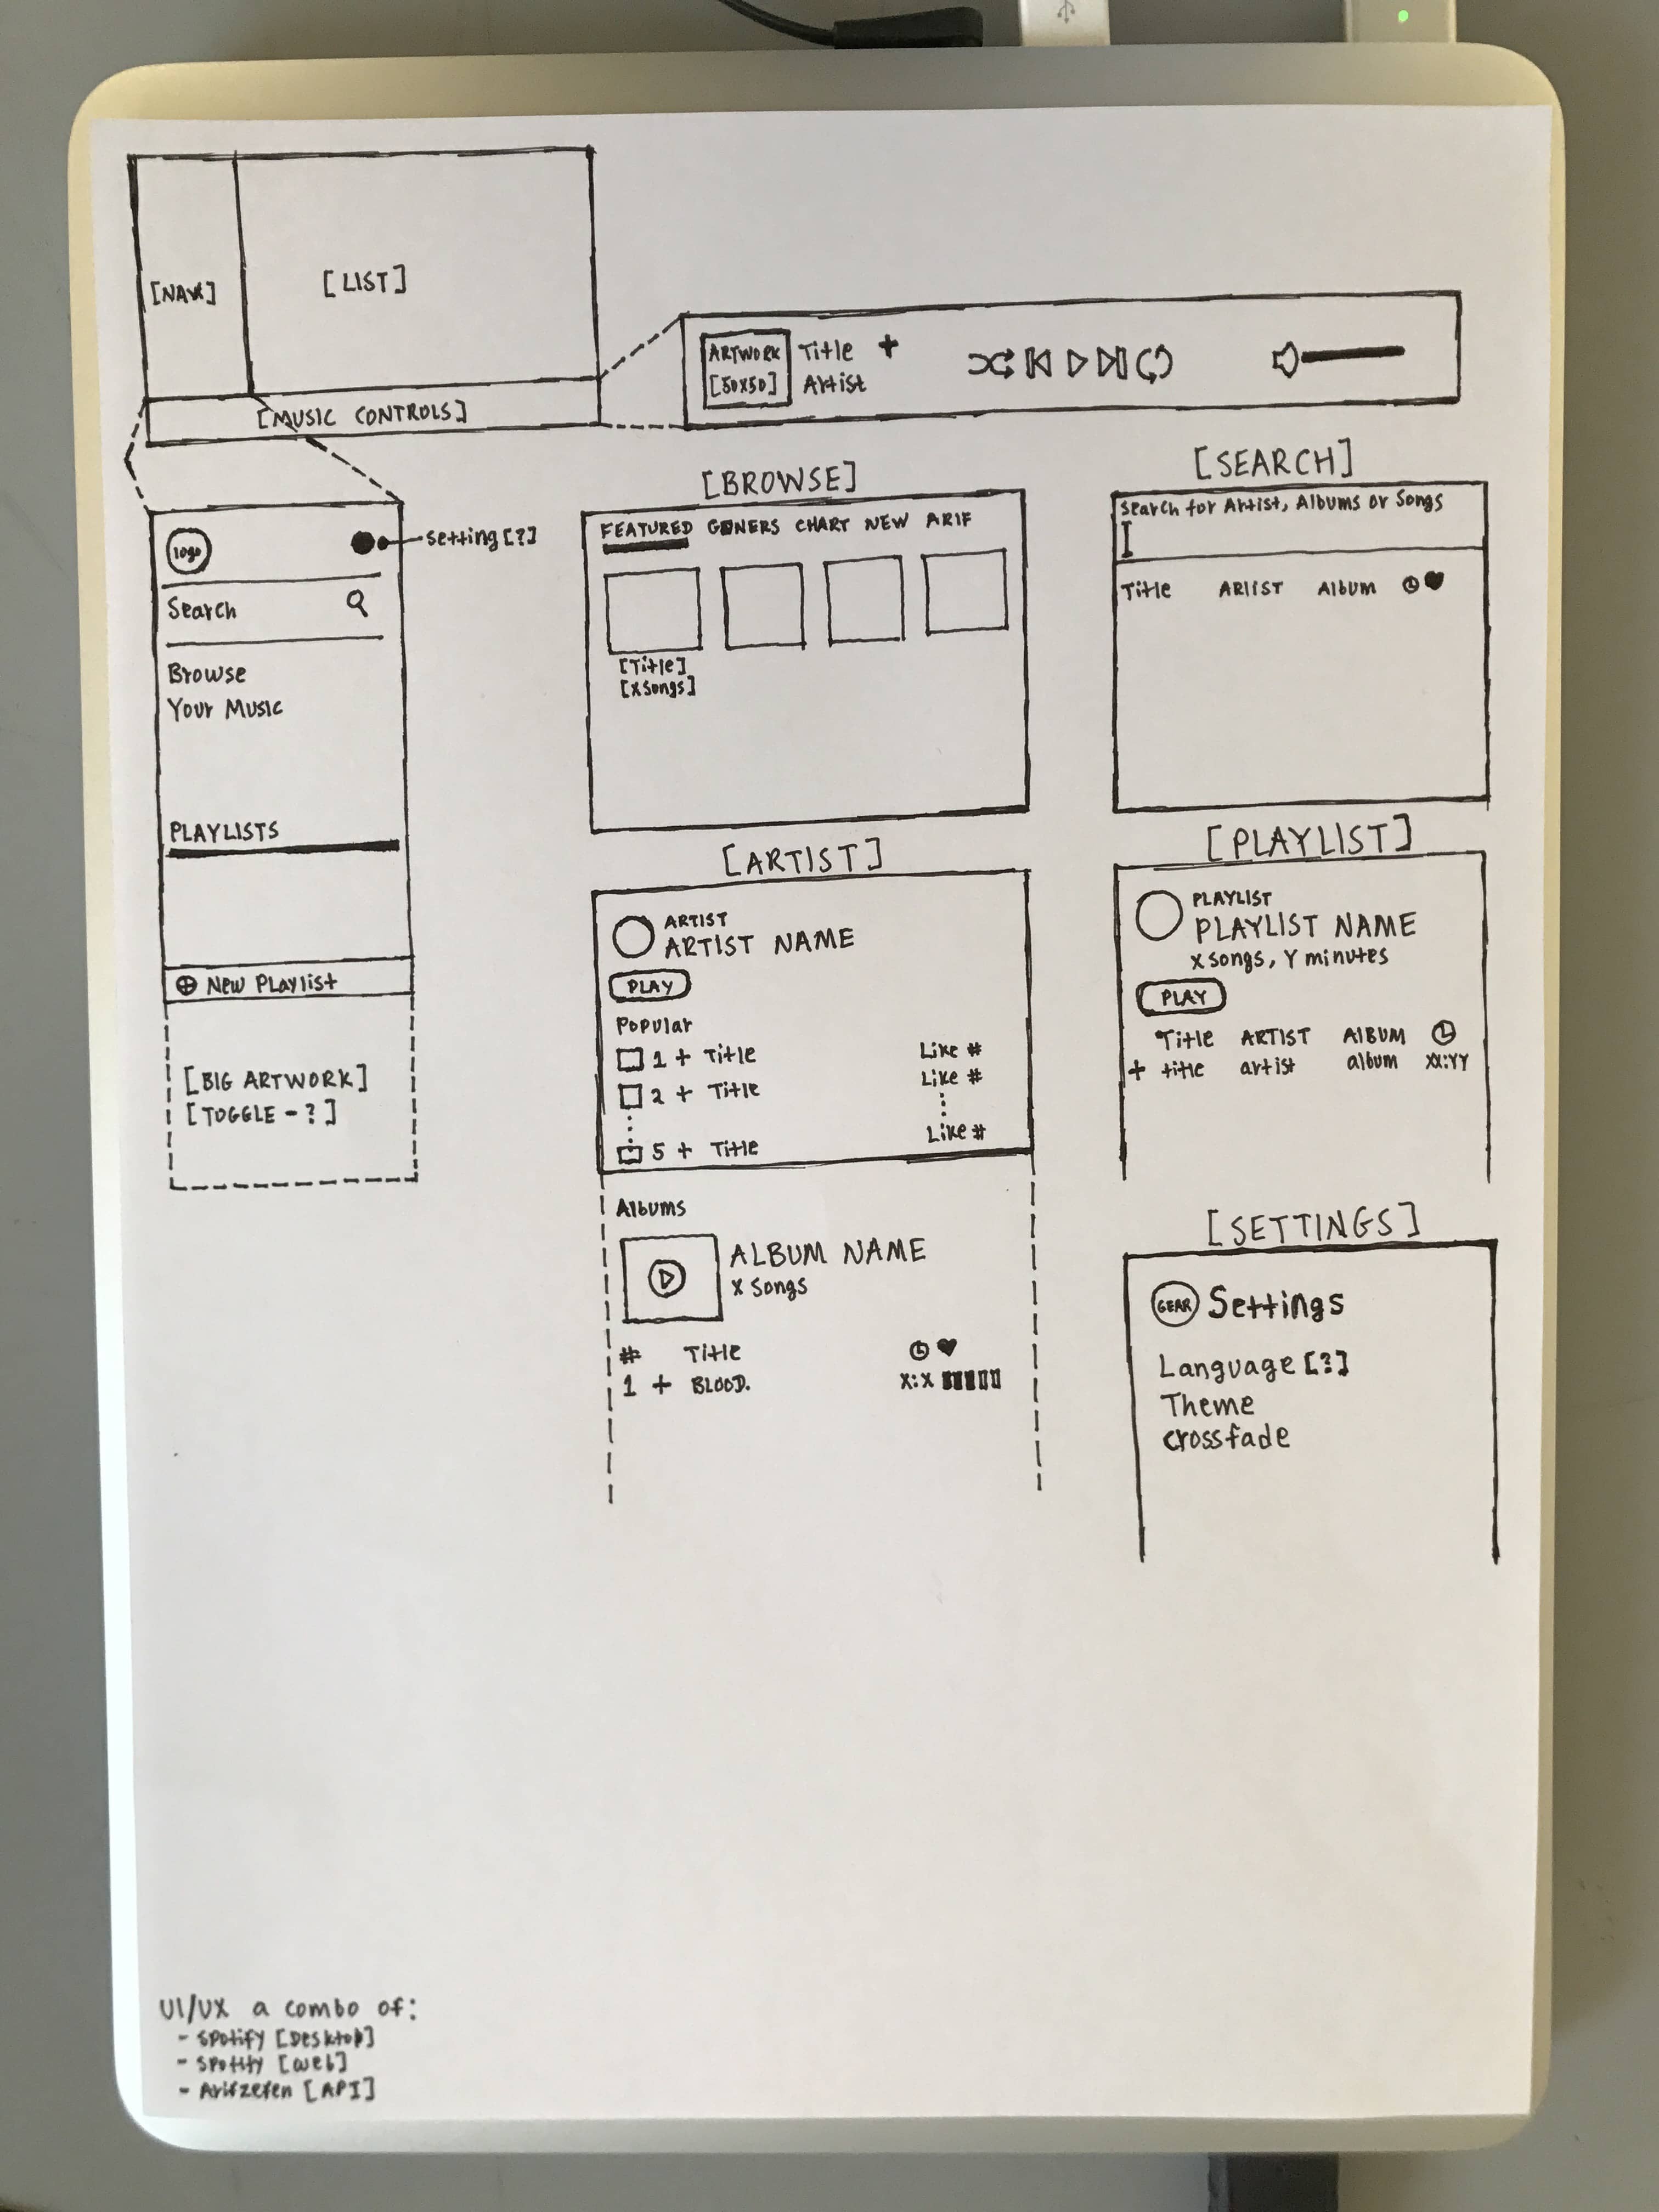 [NAV]
[LIST]
[MUSIC CONTROLS]
ARTWORK
[50X50]
Title +
Artist
logo
setting [?]
Search
Browse
Your Music
PLAYLISTS
⊕ New Playlist
[BIG ARTWORK]
[TOGGLE - ?]
[BROWSE]
FEATURED GENERS CHART NEW ARIF
[Title]
[X Songs]
[SEARCH]
Search for Artist, Albums or Songs
Title ARTIST Album
[ARTIST]
ARTIST
ARTIST NAME
PLAY
Popular
1 + Title Like #
2 + Title Like #
5 + Title Like #
Albums
ALBUM NAME
X Songs
# Title
1 + BLOOD. X:X
[PLAYLIST]
PLAYLIST
PLAYLIST NAME
X songs, Y minutes
PLAY
Title ARTIST AlBUM
+ title artist album XX:YY
[SETTINGS]
GEAR Settings
Language [?]
Theme
crossfade
UI/UX a combo of:
- Spotify [Desktop]
- Spotify [web]
- Arifzefen [API]